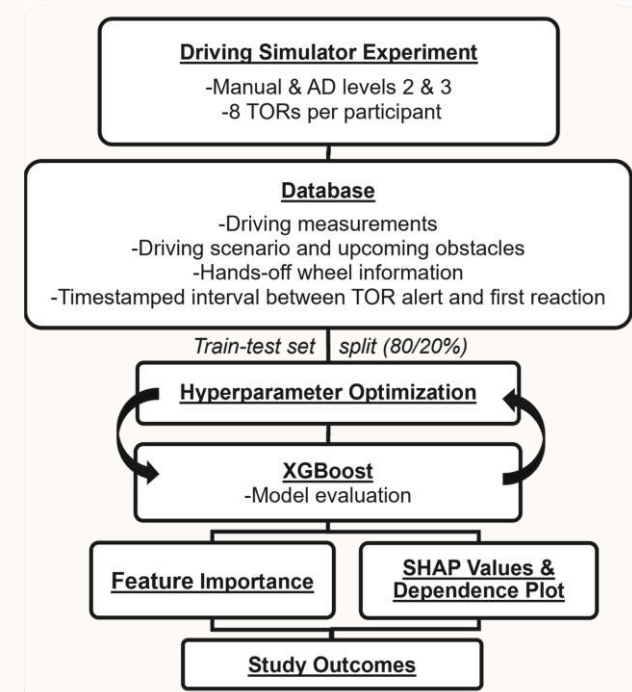 Driving Simulator Experiment
-Manual & AD levels 2 & 3
-8 TORs per participant
Database
-Driving measurements
-Driving scenario and upcoming obstacles
-Hands-off wheel information
-Timestamped interval between TOR alert and first reaction
Train-test set split (80/20%)
Hyperparameter Optimization
XGBoost
-Model evaluation
Feature Importance
SHAP Values &
Dependence Plot
Study Outcomes